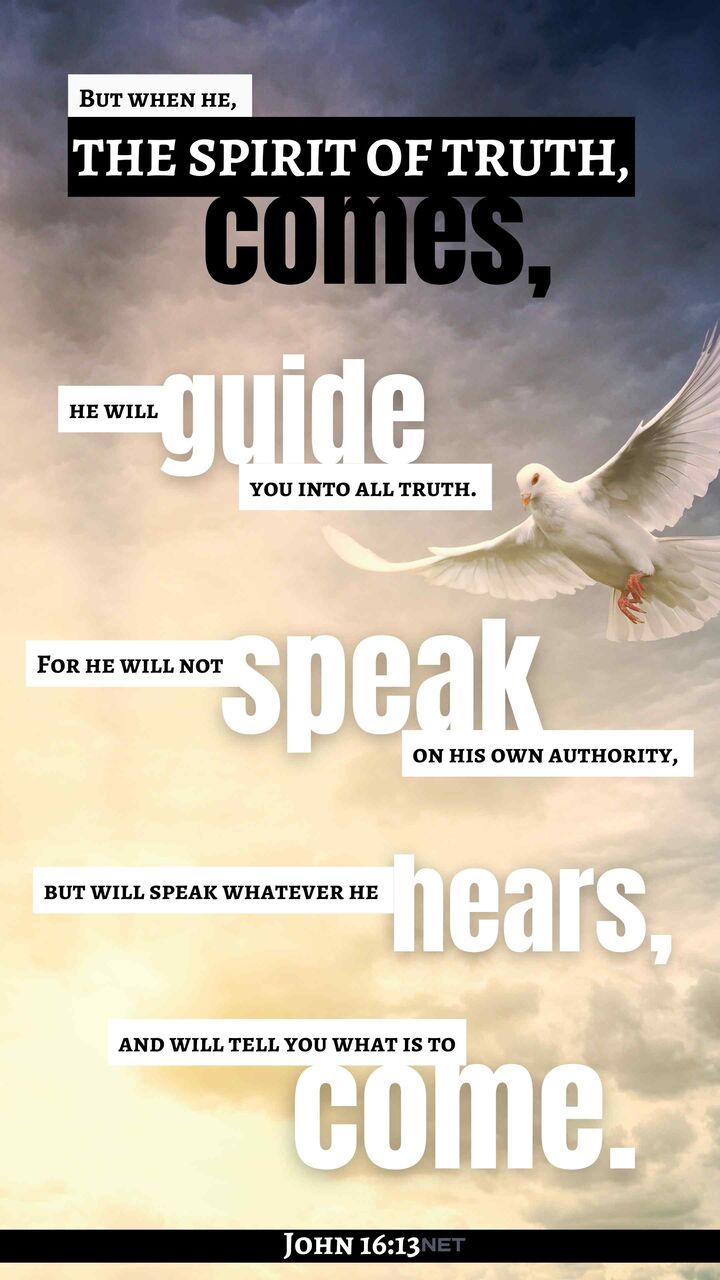 But when he,
the Spirit of truth,
comes,
he will guide
you into all truth.
For he will not speak
on his own authority,
but will speak whatever he hears,
and will tell you what is to
come.
John 16:13 NET